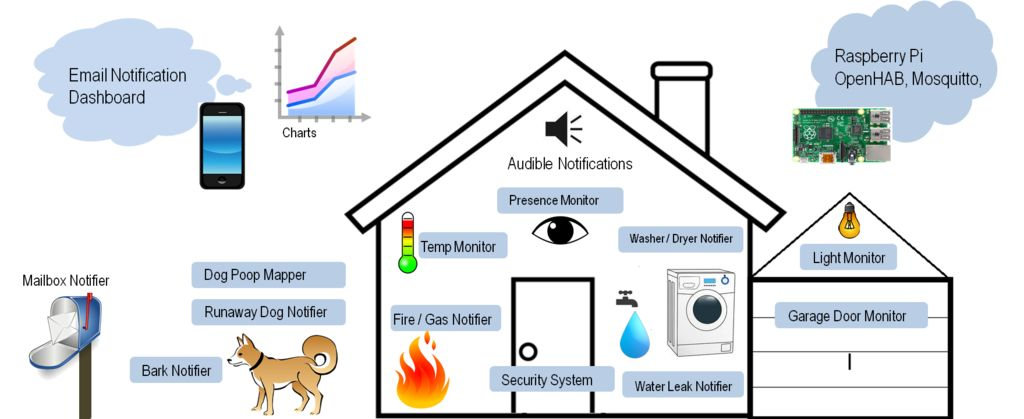 Email Notification
Dashboard
Charts
Raspberry Pi
OpenHAB, Mosquitto,
Audible Notifications
Presence Monitor
Temp Monitor
Washer / Dryer Notifier
Light Monitor
Mailbox Notifier
Dog Poop Mapper
Runaway Dog Notifier
Fire / Gas Notifier
Garage Door Monitor
Bark Notifier
Security System
Water Leak Notifier